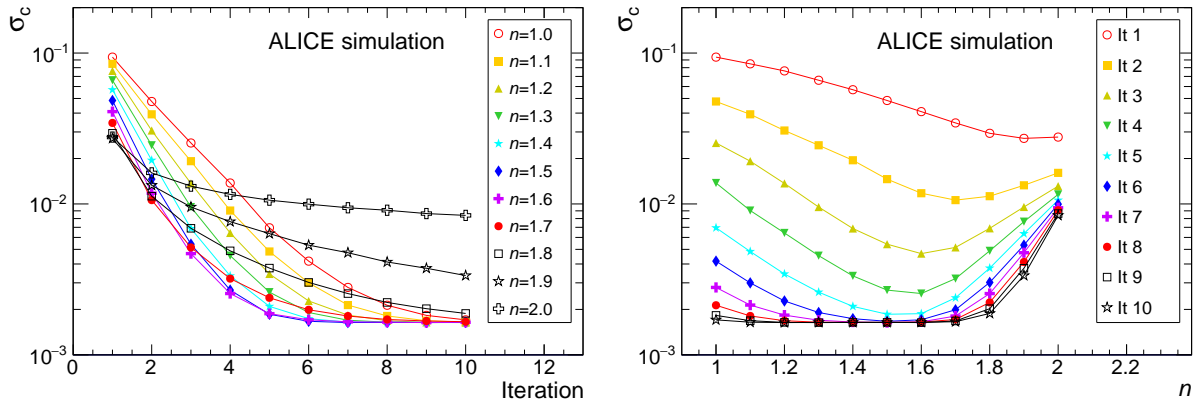 σc
ALICE simulation
10⁻¹
10⁻²
10⁻³
n=1.0
n=1.1
n=1.2
n=1.3
n=1.4
n=1.5
n=1.6
n=1.7
n=1.8
n=1.9
n=2.0
0 2 4 6 8 10 12
Iteration
σc
ALICE simulation
10⁻¹
10⁻²
10⁻³
It 1
It 2
It 3
It 4
It 5
It 6
It 7
It 8
It 9
It 10
1 1.2 1.4 1.6 1.8 2 2.2
n